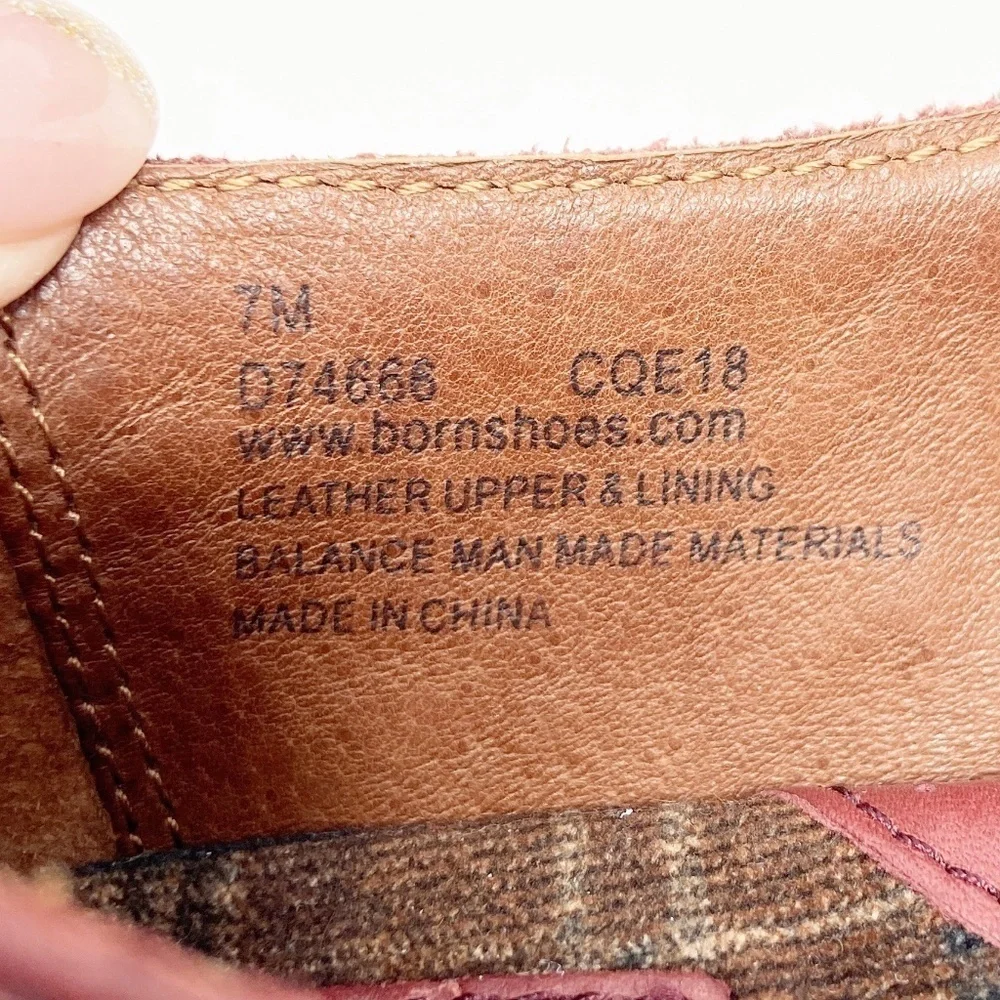 7M
D74666 CQE18
www.bornshoes.com
LEATHER UPPER & LINING
BALANCE MAN MADE MATERIALS
MADE IN CHINA